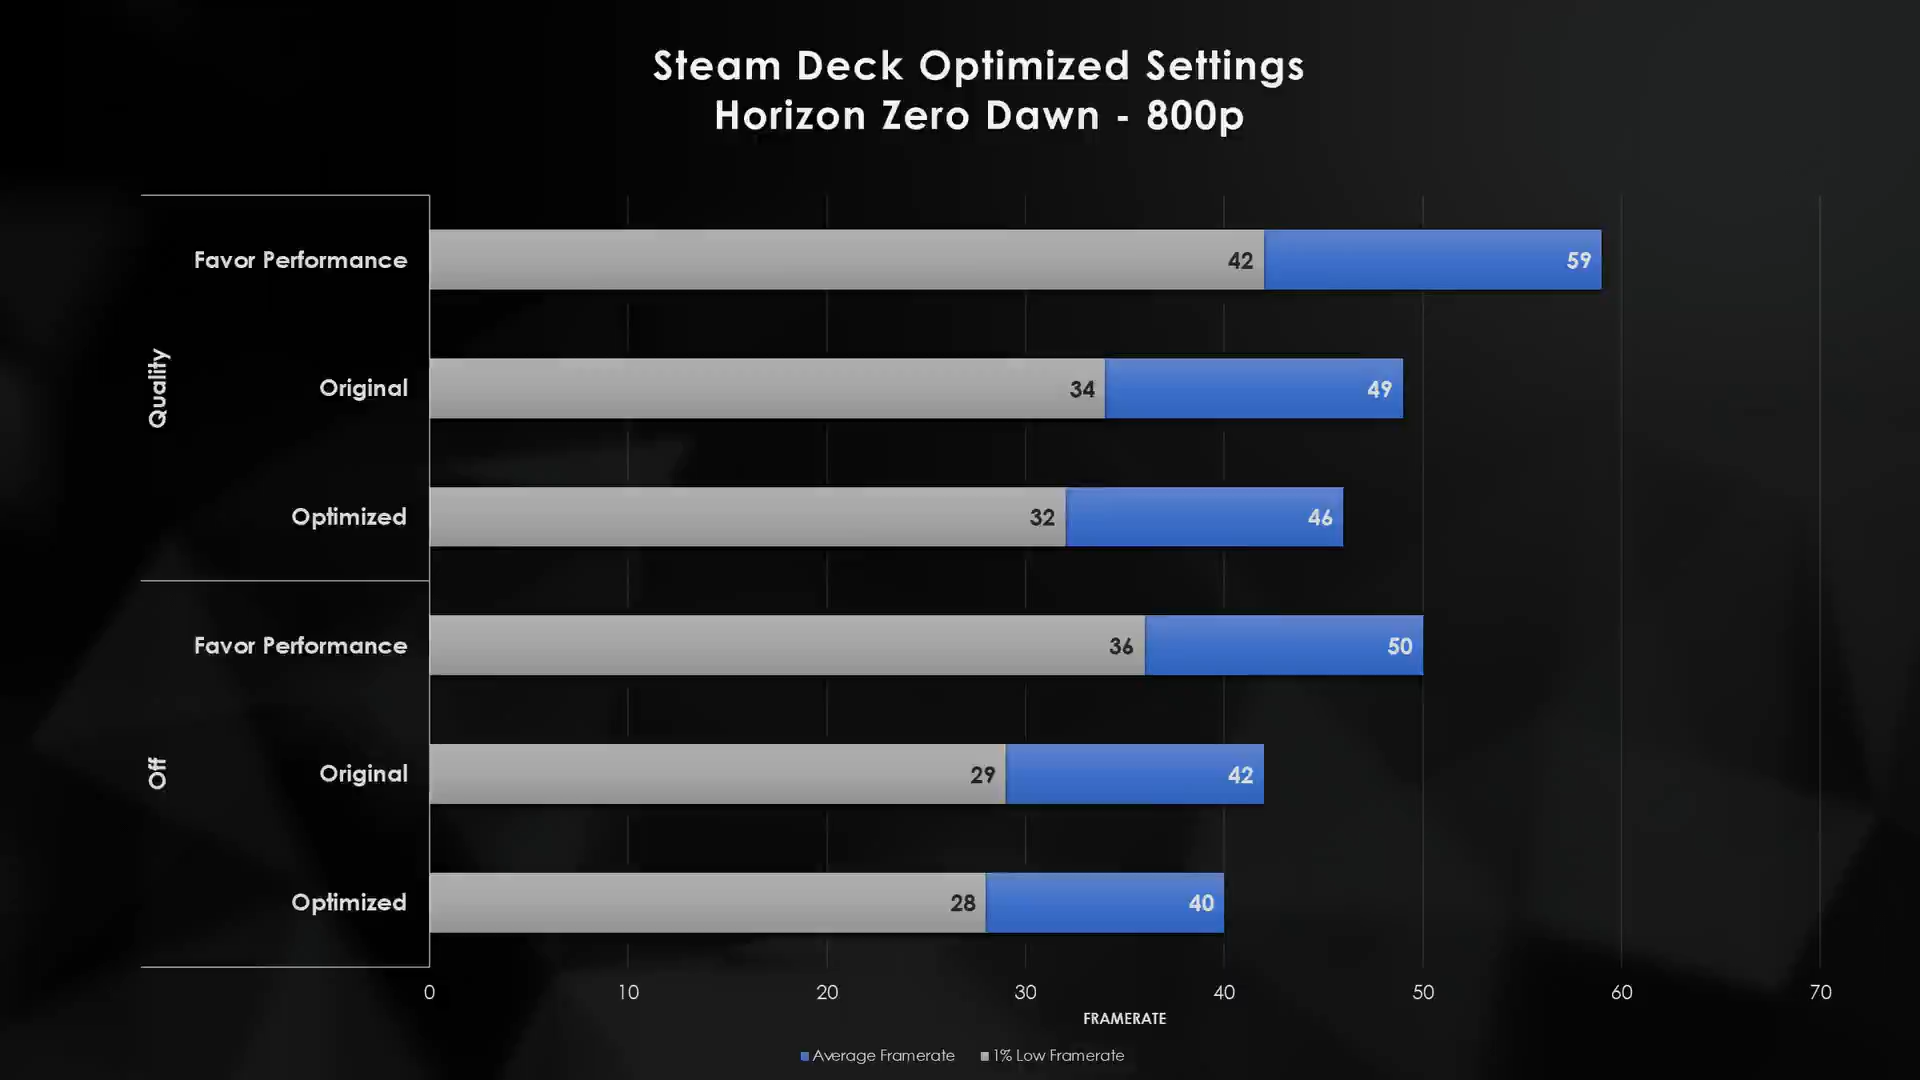 Steam Deck Optimized Settings
Horizon Zero Dawn - 800p
Quality
Favor Performance 42 59
Original 34 49
Optimized 32 46
Off
Favor Performance 36 50
Original 29 42
Optimized 28 40
0 10 20 30 40 50 60 70
FRAMERATE
Average Framerate 1% Low Framerate